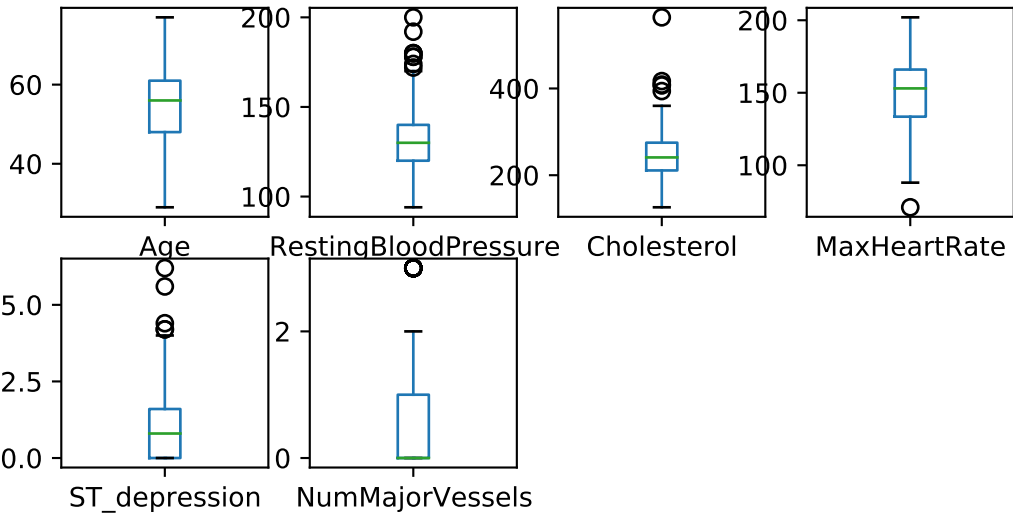 200
200
60
400
150
150
40
200
100
100
Age
RestingBloodPressure
Cholesterol
MaxHeartRate
5.0
2
2.5
0.0
0
ST_depression
NumMajorVessels